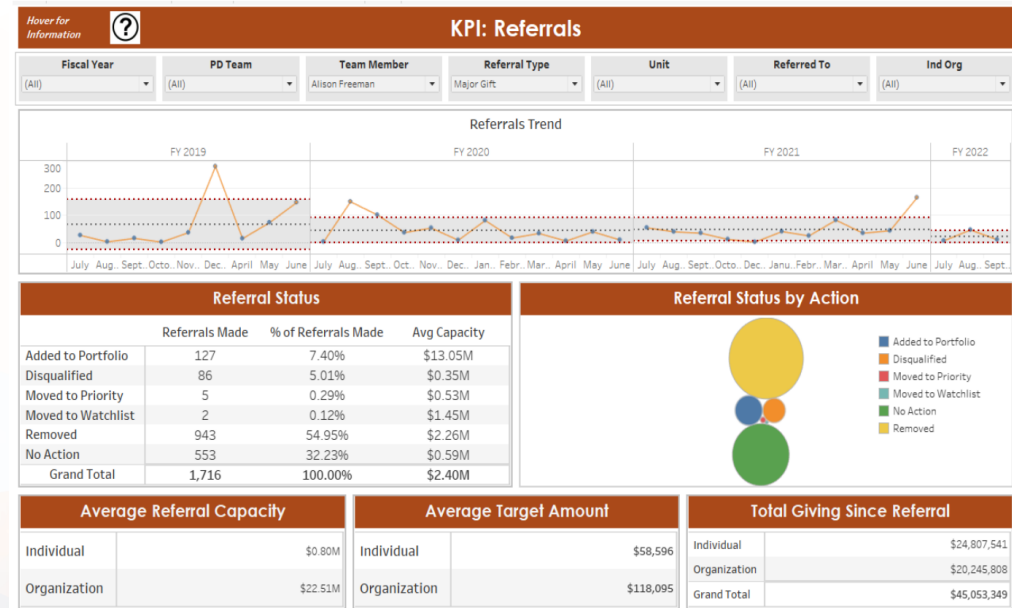 Hover for
Information
?
KPI: Referrals
Fiscal Year PD Team Team Member Referral Type Unit Referred To Ind Org
(All) (All) Alison Freeman Major Gift (All) (All) (All)
Referrals Trend
FY 2019 FY 2020 FY 2021 FY 2022
300
200
100
0
July Aug.. Sept.. Octo.. Nov.. Dec.. April May June July Aug.. Sept.. Oct.. Nov.. Dec.. Jan.. Febr.. Mar.. April May June July Aug.. Sept.. Octo.. Dec.. Janu.. Febr.. Mar.. April May June July Aug.. Sept..
Referral Status
Referrals Made % of Referrals Made Avg Capacity
Added to Portfolio 127 7.40% $13.05M
Disqualified 86 5.01% $0.35M
Moved to Priority 5 0.29% $0.53M
Moved to Watchlist 2 0.12% $1.45M
Removed 943 54.95% $2.26M
No Action 553 32.23% $0.59M
Grand Total 1,716 100.00% $2.40M
Referral Status by Action
Added to Portfolio
Disqualified
Moved to Priority
Moved to Watchlist
No Action
Removed
Average Referral Capacity
Individual $0.80M
Organization $22.51M
Average Target Amount
Individual $58,596
Organization $118,095
Total Giving Since Referral
Individual $24,807,541
Organization $20,245,808
Grand Total $45,053,349